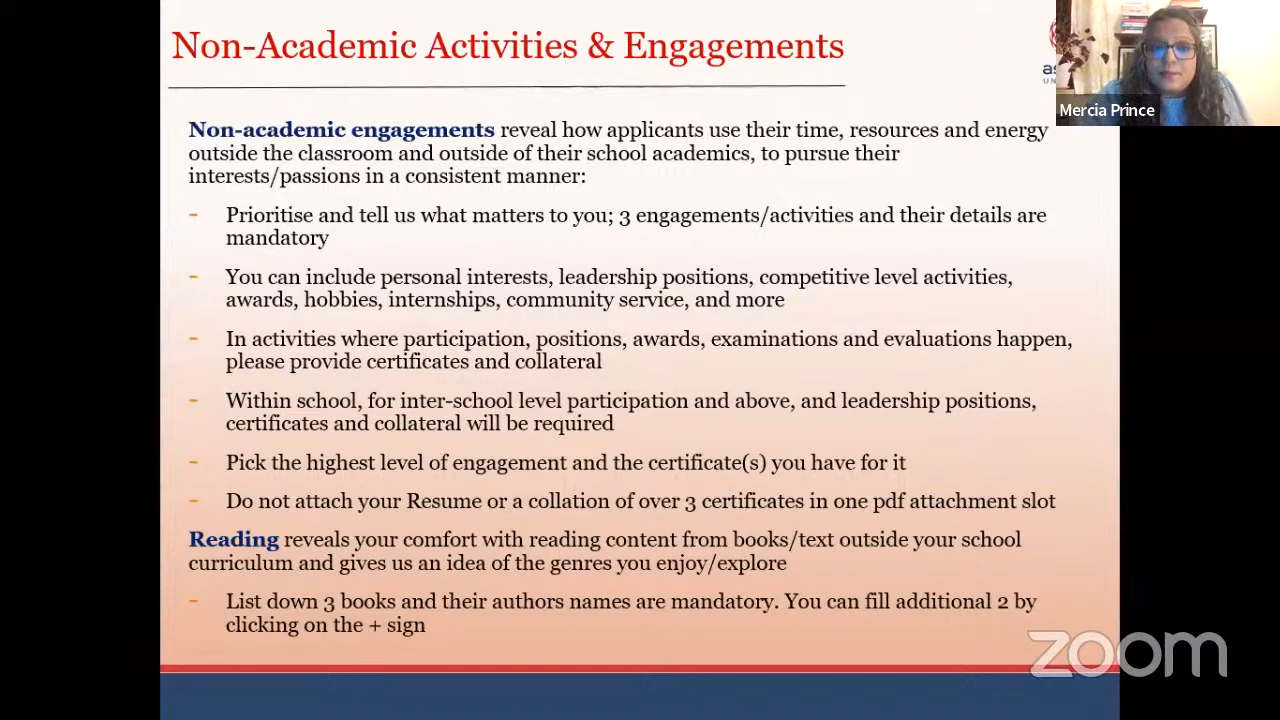 Non-Academic Activities & Engagements
Mercia Prince
Non-academic engagements reveal how applicants use their time, resources and energy
outside the classroom and outside of their school academics, to pursue their
interests/passions in a consistent manner:
- Prioritise and tell us what matters to you; 3 engagements/activities and their details are
mandatory
- You can include personal interests, leadership positions, competitive level activities,
awards, hobbies, internships, community service, and more
- In activities where participation, positions, awards, examinations and evaluations happen,
please provide certificates and collateral
- Within school, for inter-school level participation and above, and leadership positions,
certificates and collateral will be required
- Pick the highest level of engagement and the certificate(s) you have for it
- Do not attach your Resume or a collation of over 3 certificates in one pdf attachment slot
Reading reveals your comfort with reading content from books/text outside your school
curriculum and gives us an idea of the genres you enjoy/explore
- List down 3 books and their authors names are mandatory. You can fill additional 2 by
clicking on the + sign
zoom